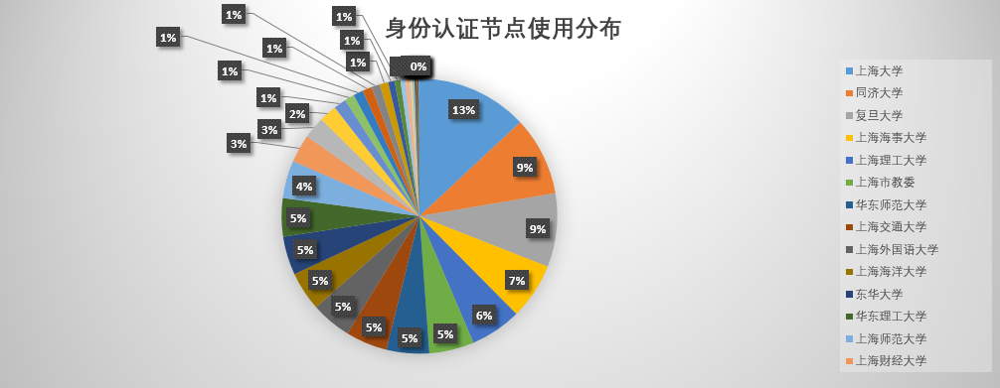 身份认证节点使用分布
1%
1%
1%
1%
1%
1%
1%
1%
2%
3%
3%
0%
13%
9%
9%
7%
6%
5%
5%
5%
5%
5%
5%
5%
4%
上海大学
同济大学
复旦大学
上海海事大学
上海理工大学
上海市教委
华东师范大学
上海交通大学
上海外国语大学
上海海洋大学
东华大学
华东理工大学
上海师范大学
上海财经大学